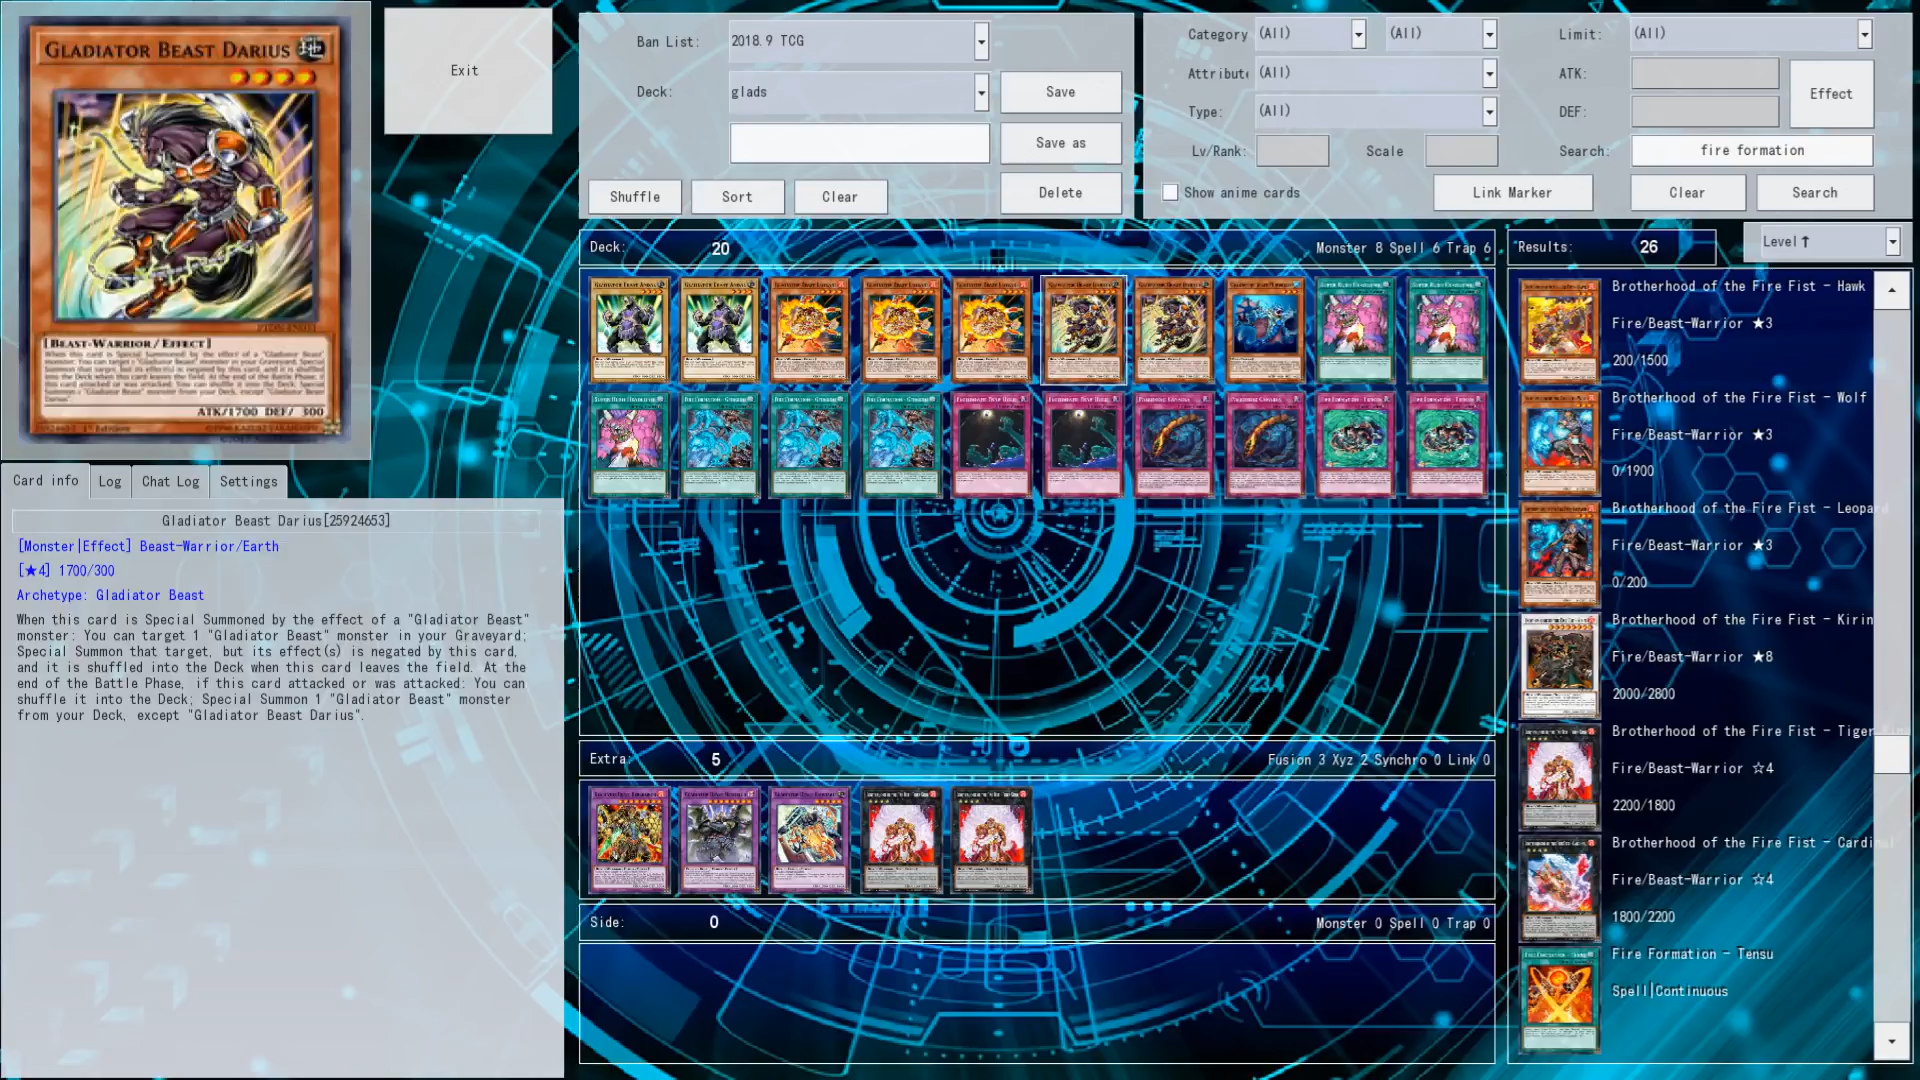 GLADIATOR BEAST DARIUS
[BEAST-WARRIOR/EFFECT]
ATK/1700 DEF/ 300
Exit
Card info
Log
Chat Log
Settings
Gladiator Beast Darius[25924653]
[Monster|Effect] Beast-Warrior/Earth
[★4] 1700/300
Archetype: Gladiator Beast
When this card is Special Summoned by the effect of a "Gladiator Beast"
monster: You can target 1 "Gladiator Beast" monster in your Graveyard;
Special Summon that target, but its effect(s) is negated by this card,
and it is shuffled into the Deck when this card leaves the field. At the
end of the Battle Phase, if this card attacked or was attacked: You can
shuffle it into the Deck; Special Summon 1 "Gladiator Beast" monster
from your Deck, except "Gladiator Beast Darius".
Ban List: 2018.9 TCG
Deck: glads
Save
Save as
Shuffle
Sort
Clear
Delete
Category (All) (All)
Attribute (All)
Type: (All)
Lv/Rank: Scale
Show anime cards
Link Marker
Limit: (All)
ATK:
DEF:
Effect
Search: fire formation
Clear
Search
Deck: 20 Monster 8 Spell 6 Trap 6
Extra: 5 Fusion 3 Xyz 2 Synchro 0 Link 0
Side: 0 Monster 0 Spell 0 Trap 0
Results: 26
Level↑
Brotherhood of the Fire Fist - Hawk
Fire/Beast-Warrior ★3
200/1500
Brotherhood of the Fire Fist - Wolf
Fire/Beast-Warrior ★3
0/1900
Brotherhood of the Fire Fist - Leopard
Fire/Beast-Warrior ★3
0/200
Brotherhood of the Fire Fist - Kirin
Fire/Beast-Warrior ★8
2000/2800
Brotherhood of the Fire Fist - Tiger
Fire/Beast-Warrior ☆4
2200/1800
Brotherhood of the Fire Fist - Cardinal
Fire/Beast-Warrior ☆4
1800/2200
Fire Formation - Tensu
Spell|Continuous